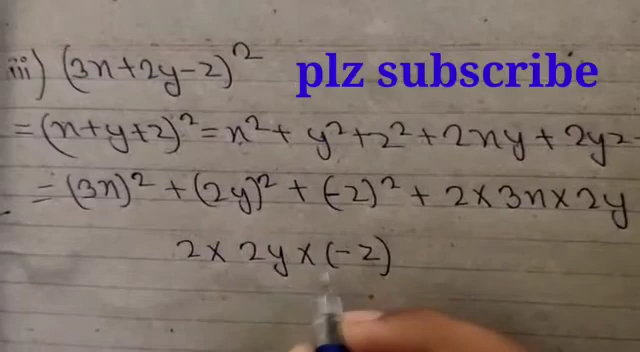 iii) (3x+2y-z)² plz subscribe
=(x+y+z)²=x²+y²+z²+2xy+2yz
=(3x)²+(2y)²+(-z)²+2×3x×2y
2×2y×(-z)